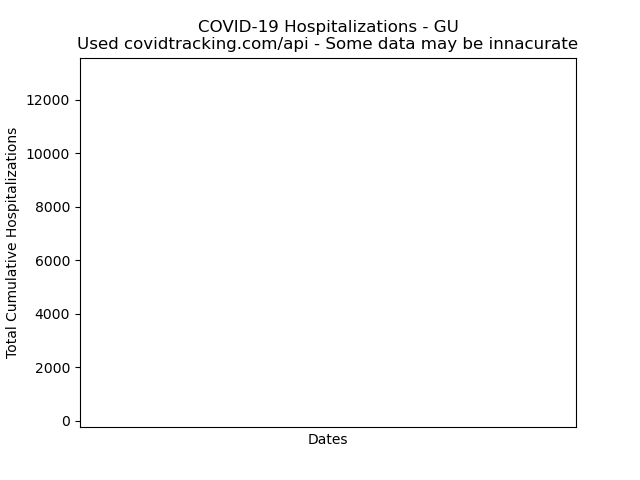 COVID-19 Hospitalizations - GU
Used covidtracking.com/api - Some data may be innacurate
12000
10000
8000
6000
4000
2000
0
Total Cumulative Hospitalizations
Dates